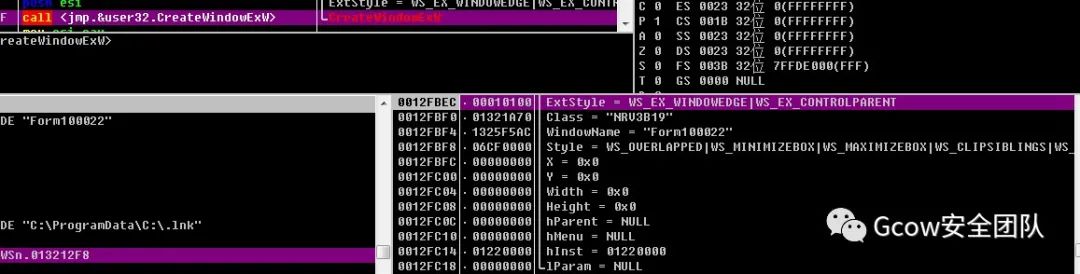 ExtStyle = WS_EX_WINDOWEDGE|WS_EX_CONT
F call <jmp.&user32.CreateWindowExW> CreateWindowExW
reateWindowExW>
C 0 ES 0023 32位 0(FFFFFFFF)
P 1 CS 001B 32位 0(FFFFFFFF)
A 0 SS 0023 32位 0(FFFFFFFF)
Z 0 DS 0023 32位 0(FFFFFFFF)
S 0 FS 003B 32位 7FFDE000(FFF)
T 0 GS 0000 NULL
DE "Form100022"
DE "C:\ProgramData\C:\.lnk"
WSn.013212F8
0012FBEC . 00010100 ExtStyle = WS_EX_WINDOWEDGE|WS_EX_CONTROLPARENT
0012FBF0 . 01321A70 Class = "NRV3B19"
0012FBF4 . 1325F5AC WindowName = "Form100022"
0012FBF8 . 06CF0000 Style = WS_OVERLAPPED|WS_MINIMIZEBOX|WS_MAXIMIZEBOX|WS_CLIPSIBLINGS|WS_
0012FBFC . 00000000 X = 0x0
0012FC00 . 00000000 Y = 0x0
0012FC04 . 00000000 Width = 0x0
0012FC08 . 00000000 Height = 0x0
0012FC0C . 00000000 hParent = NULL
0012FC10 . 00000000 hMenu = NULL
0012FC14 . 01220000 hInst = 01220000
0012FC18 . 00000000 lParam = NULL
Gcow安全团队